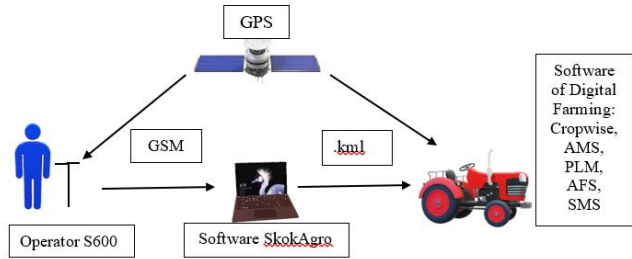 GPS
GSM
.kml
Software
of Digital
Farming:
Cropwise,
AMS,
PLM,
AFS,
SMS
Operator S600
Software SkokAgro